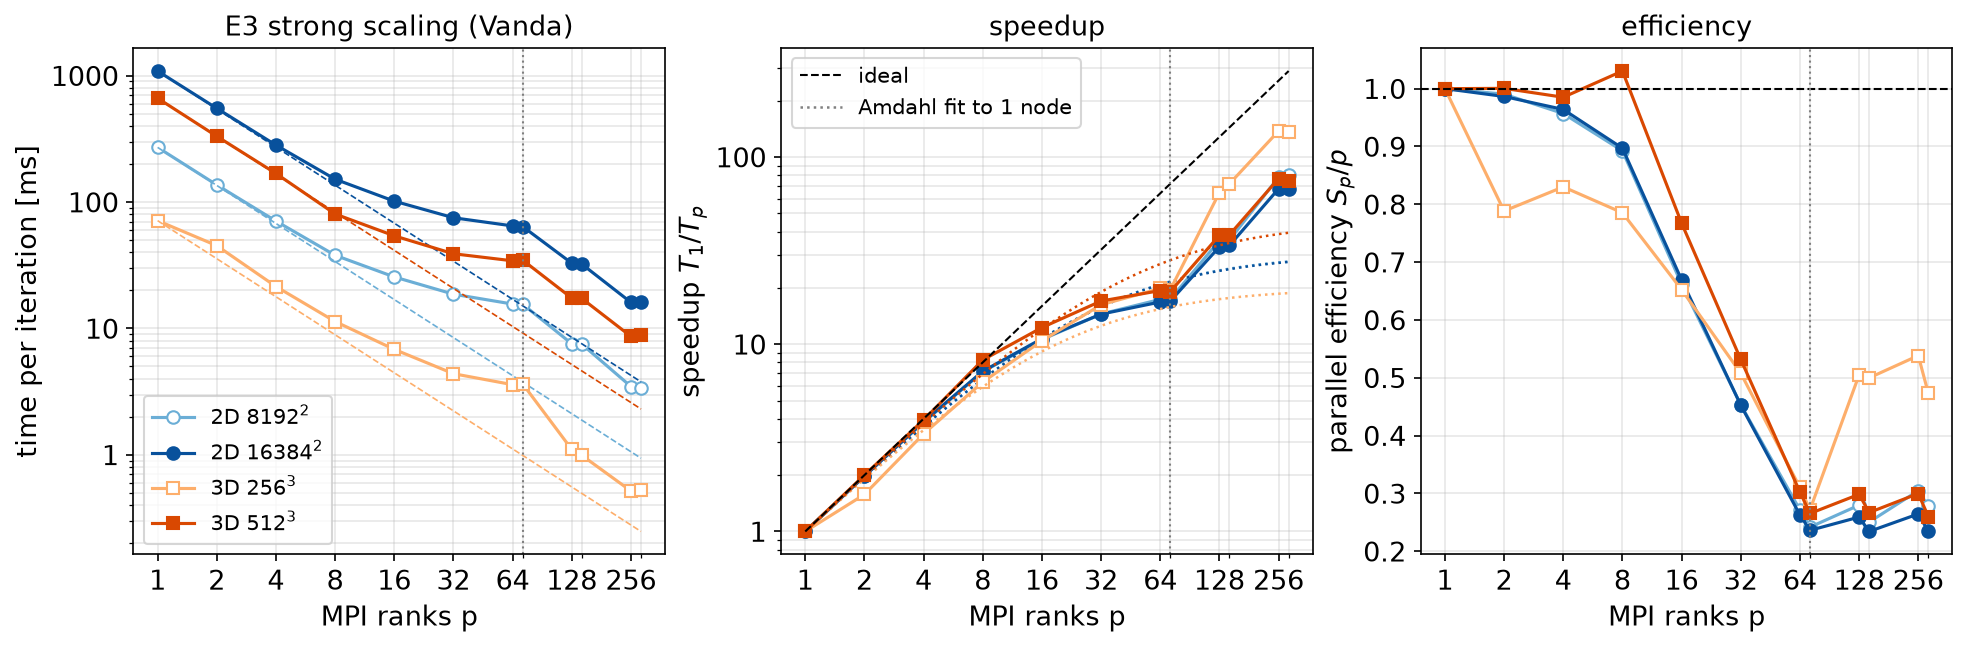 E3 strong scaling (Vanda)
time per iteration [ms]
1000
100
10
1
2D 8192²
2D 16384²
3D 256³
3D 512³
1 2 4 8 16 32 64 128 256
MPI ranks p
speedup
speedup T₁/Tₚ
100
10
1
ideal
Amdahl fit to 1 node
1 2 4 8 16 32 64 128 256
MPI ranks p
efficiency
parallel efficiency Sₚ/p
1.0
0.9
0.8
0.7
0.6
0.5
0.4
0.3
0.2
1 2 4 8 16 32 64 128 256
MPI ranks p